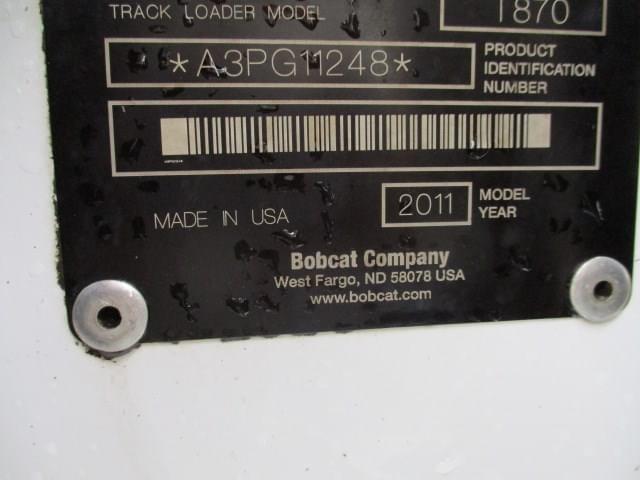 TRACK LOADER MODEL T870
*A3PG11248*
PRODUCT
IDENTIFICATION
NUMBER
MADE IN USA
2011
MODEL
YEAR
Bobcat Company
West Fargo, ND 58078 USA
www.bobcat.com